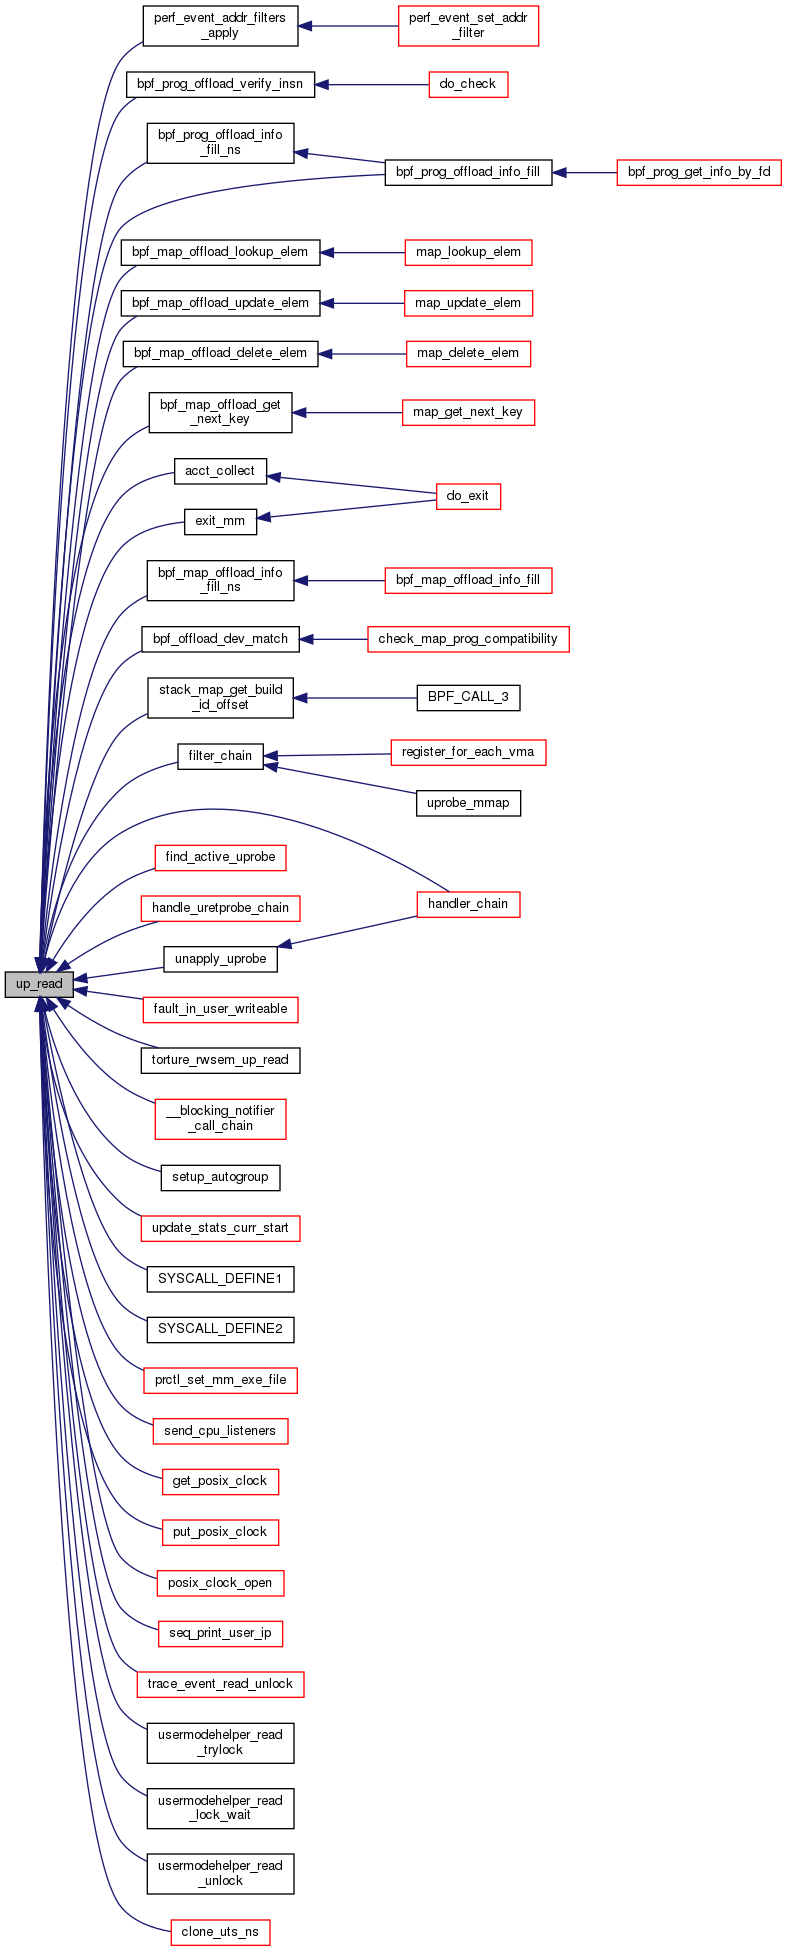 perf_event_addr_filters
_apply
perf_event_set_addr
_filter
bpf_prog_offload_verify_insn
do_check
bpf_prog_offload_info
_fill_ns
bpf_prog_offload_info_fill
bpf_prog_get_info_by_fd
bpf_map_offload_lookup_elem
map_lookup_elem
bpf_map_offload_update_elem
map_update_elem
bpf_map_offload_delete_elem
map_delete_elem
bpf_map_offload_get
_next_key
map_get_next_key
acct_collect
do_exit
exit_mm
bpf_map_offload_info
_fill_ns
bpf_map_offload_info_fill
bpf_offload_dev_match
check_map_prog_compatibility
stack_map_get_build
_id_offset
BPF_CALL_3
filter_chain
register_for_each_vma
uprobe_mmap
find_active_uprobe
handle_uretprobe_chain
handler_chain
unapply_uprobe
up_read
fault_in_user_writeable
torture_rwsem_up_read
__blocking_notifier
_call_chain
setup_autogroup
update_stats_curr_start
SYSCALL_DEFINE1
SYSCALL_DEFINE2
prctl_set_mm_exe_file
send_cpu_listeners
get_posix_clock
put_posix_clock
posix_clock_open
seq_print_user_ip
trace_event_read_unlock
usermodehelper_read
_trylock
usermodehelper_read
_lock_wait
usermodehelper_read
_unlock
clone_uts_ns